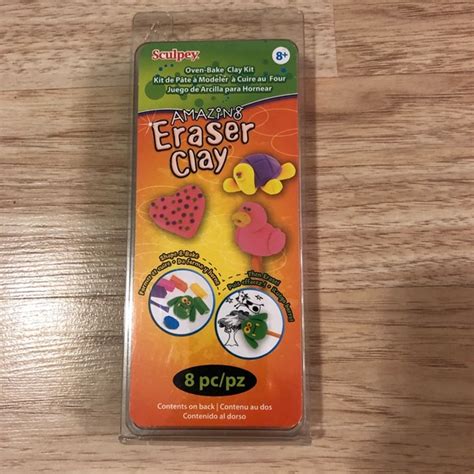 Sculpey
8+
Oven-Bake Clay Kit
Kit de Pâte à Modeler à Cuire au Four
Juego de Arcilla para Hornear
AMAZING
Eraser
Clay
Shape & Bake
Then Erase!
8 pc/pz
Contents on back | Contenu au dos
Contenido al dorso